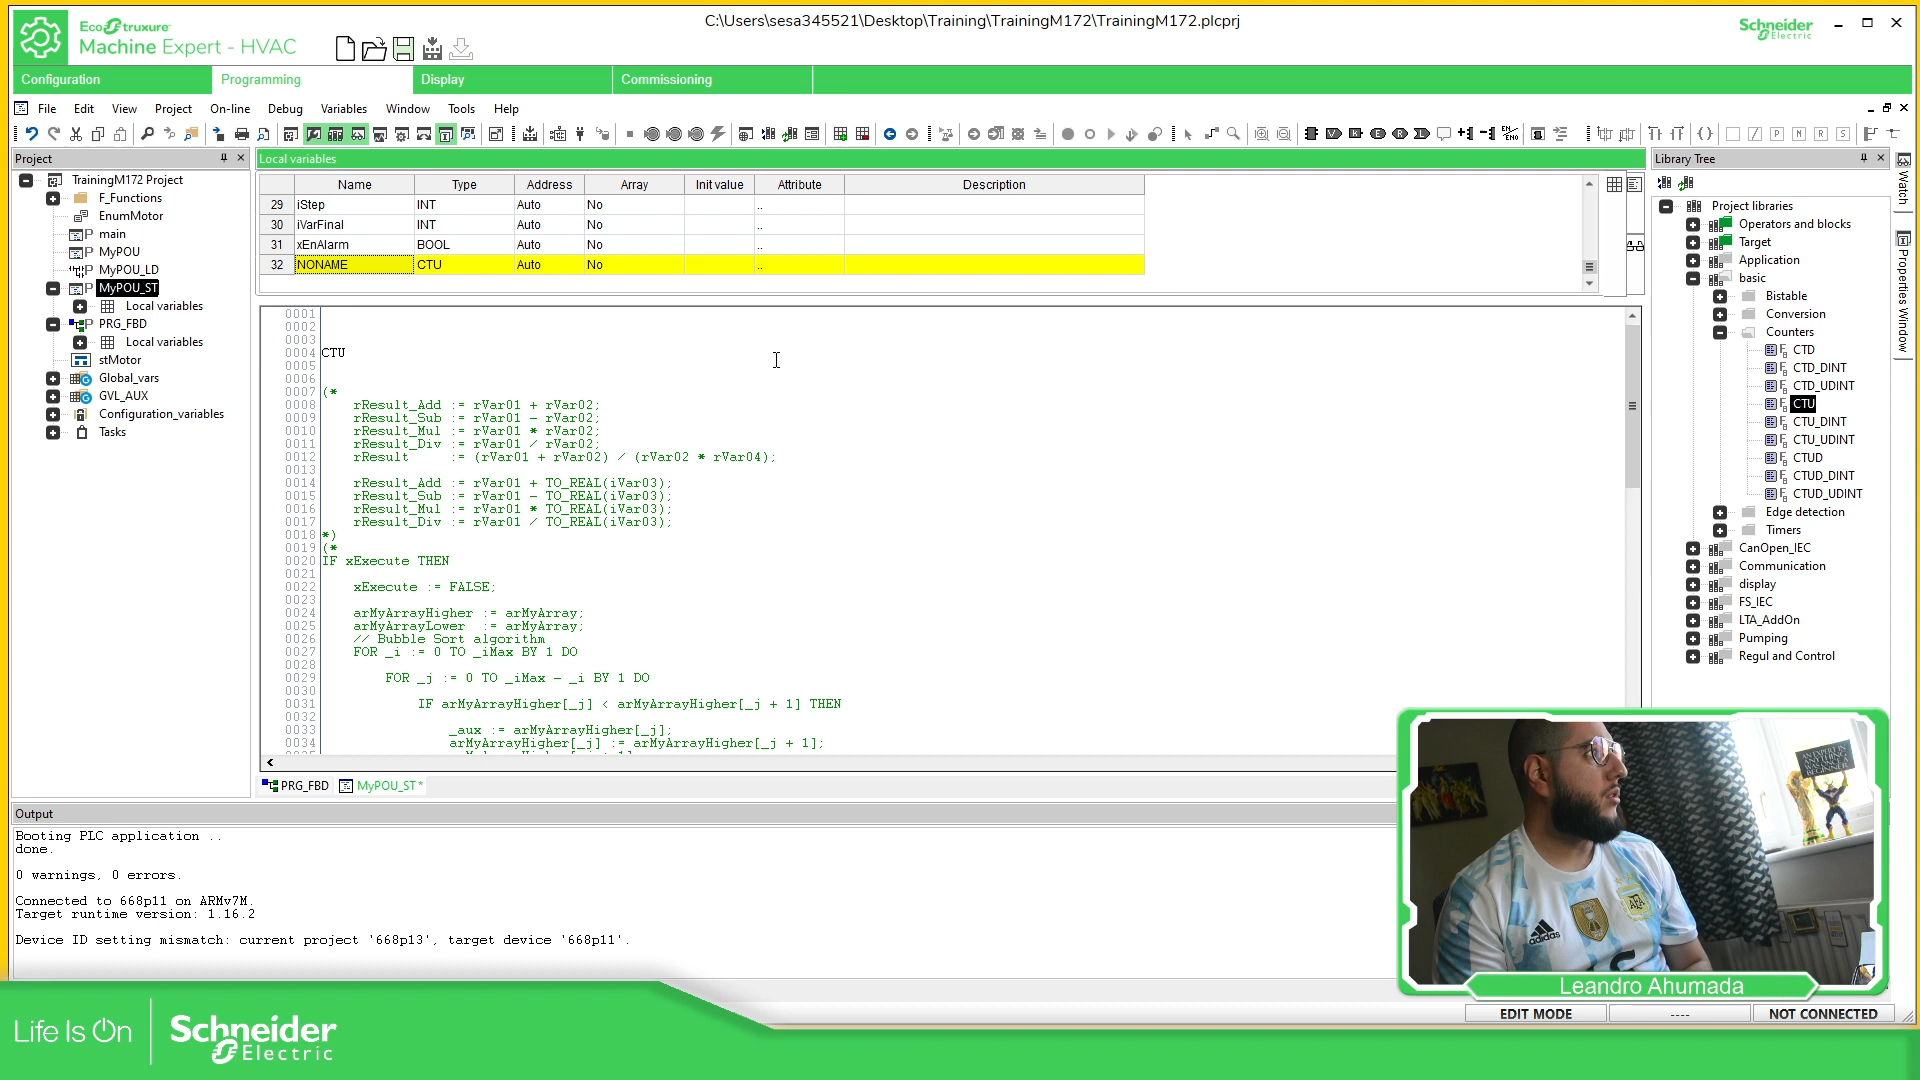 C:\Users\sesa345521\Desktop\Training\TrainingM172\TrainingM172.plcprj
EcoStruxure
Machine Expert - HVAC
Schneider
Electric
Configuration Programming Display Commissioning
File Edit View Project On-line Debug Variables Window Tools Help
Project
TrainingM172 Project
F_Functions
EnumMotor
main
MyPOU
MyPOU_LD
MyPOU_ST
Local variables
PRG_FBD
Local variables
stMotor
Global_vars
GVL_AUX
Configuration_variables
Tasks
Local variables
Name Type Address Array Init value Attribute Description
29 iStep INT Auto No ..
30 iVarFinal INT Auto No ..
31 xEnAlarm BOOL Auto No ..
32 NONAME CTU Auto No ..
0001
0002
0003
0004 CTU
0005
0006
0007 (*
0008 rResult_Add := rVar01 + rVar02;
0009 rResult_Sub := rVar01 - rVar02;
0010 rResult_Mul := rVar01 * rVar02;
0011 rResult_Div := rVar01 / rVar02;
0012 rResult := (rVar01 + rVar02) / (rVar02 * rVar04);
0013
0014 rResult_Add := rVar01 + TO_REAL(iVar03);
0015 rResult_Sub := rVar01 - TO_REAL(iVar03);
0016 rResult_Mul := rVar01 * TO_REAL(iVar03);
0017 rResult_Div := rVar01 / TO_REAL(iVar03);
0018 *)
0019 (*
0020 IF xExecute THEN
0021
0022 xExecute := FALSE;
0023
0024 arMyArrayHigher := arMyArray;
0025 arMyArrayLower := arMyArray;
0026 // Bubble Sort algorithm
0027 FOR _i := 0 TO _iMax BY 1 DO
0028
0029 FOR _j := 0 TO _iMax - _i BY 1 DO
0030
0031 IF arMyArrayHigher[_j] < arMyArrayHigher[_j + 1] THEN
0032
0033 _aux := arMyArrayHigher[_j];
0034 arMyArrayHigher[_j] := arMyArrayHigher[_j + 1];
PRG_FBD MyPOU_ST*
Library Tree
Project libraries
Operators and blocks
Target
Application
basic
Bistable
Conversion
Counters
CTD
CTD_DINT
CTD_UDINT
CTU
CTU_DINT
CTU_UDINT
CTUD
CTUD_DINT
CTUD_UDINT
Edge detection
Timers
CanOpen_IEC
Communication
display
FS_IEC
LTA_AddOn
Pumping
Regul and Control
Watch
Properties Window
Output
Booting PLC application ..
done.
0 warnings, 0 errors.
Connected to 668p11 on ARMv7M.
Target runtime version: 1.16.2
Device ID setting mismatch: current project '668p13', target device '668p11'.
AN EXPERT IN
ANYTHING
WAS ONCE A
BEGINNER
adidas
AFA
Leandro Ahumada
EDIT MODE ---- NOT CONNECTED
Life Is On
Schneider
Electric